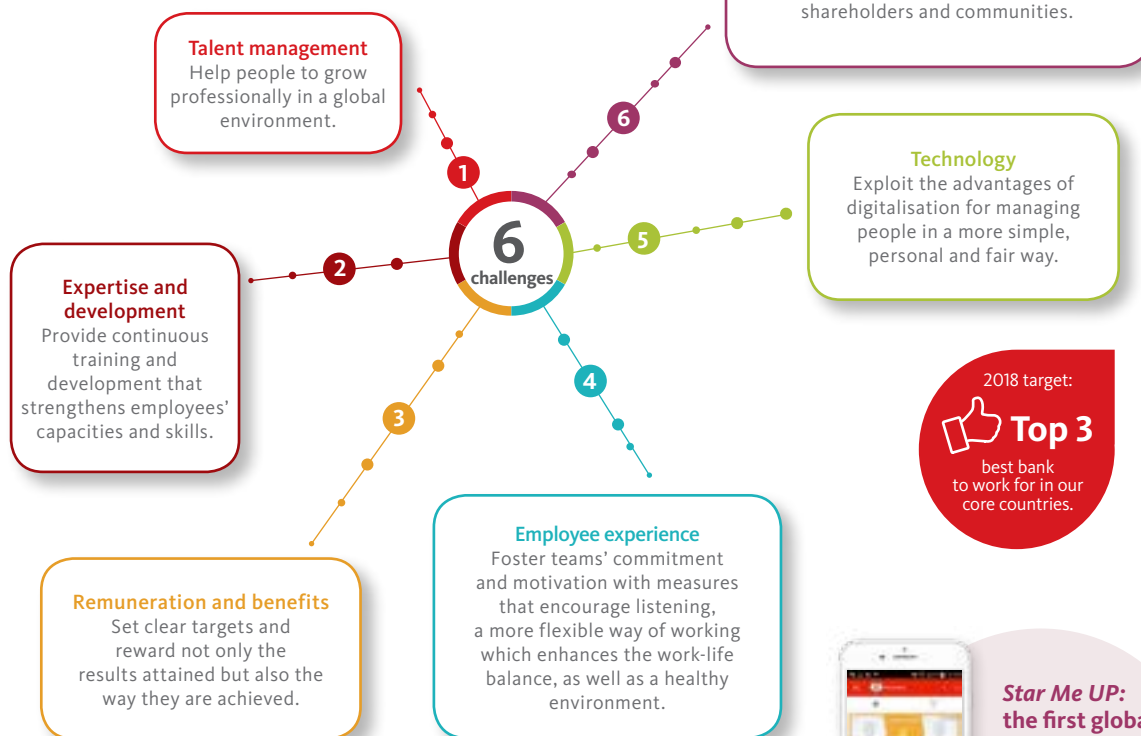 shareholders and communities.
Talent management
Help people to grow
professionally in a global
environment.
6
1
Technology
Exploit the advantages of
digitalisation for managing
people in a more simple,
personal and fair way.
6
challenges
5
2
Expertise and
development
Provide continuous
training and
development that
strengthens employees’
capacities and skills.
4
3
2018 target:
Top 3
best bank
to work for in our
core countries.
Employee experience
Foster teams’ commitment
and motivation with measures
that encourage listening,
a more flexible way of working
which enhances the work-life
balance, as well as a healthy
environment.
Remuneration and benefits
Set clear targets and
reward not only the
results attained but also the
way they are achieved.
Star Me UP:
the first globa